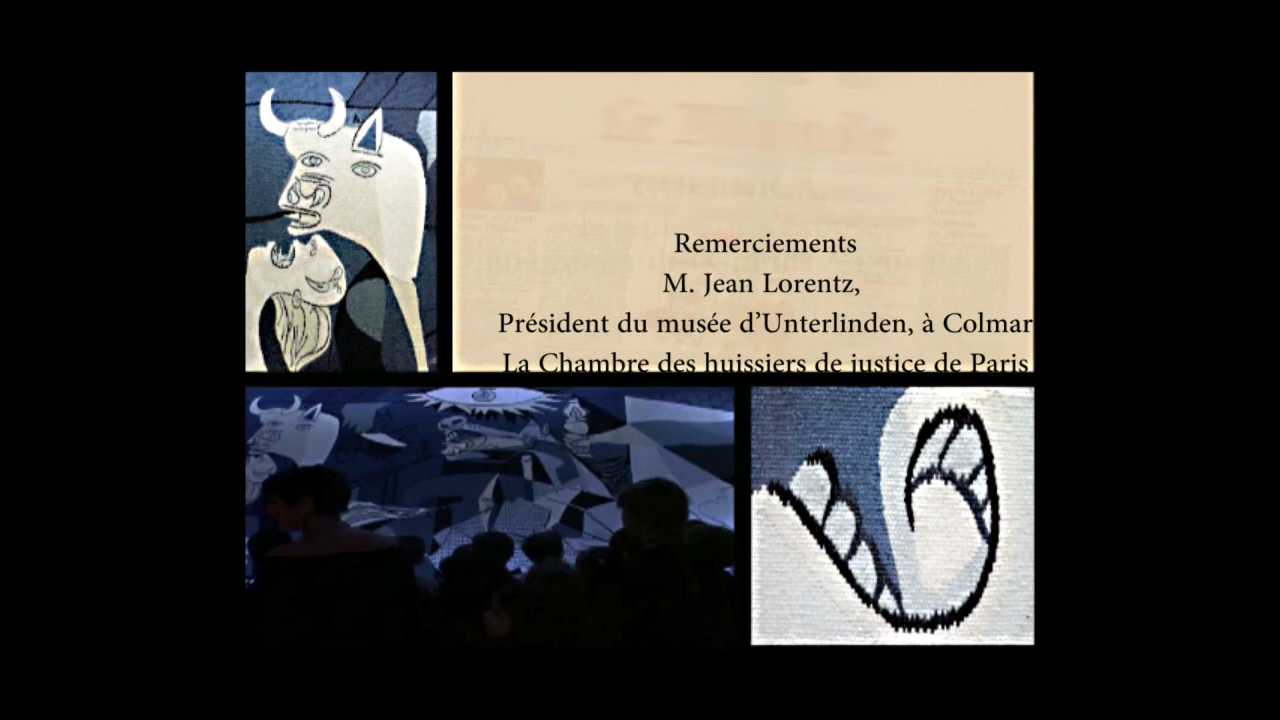 Remerciements
M. Jean Lorentz,
Président du musée d’Unterlinden, à Colmar
La Chambre des huissiers de justice de Paris